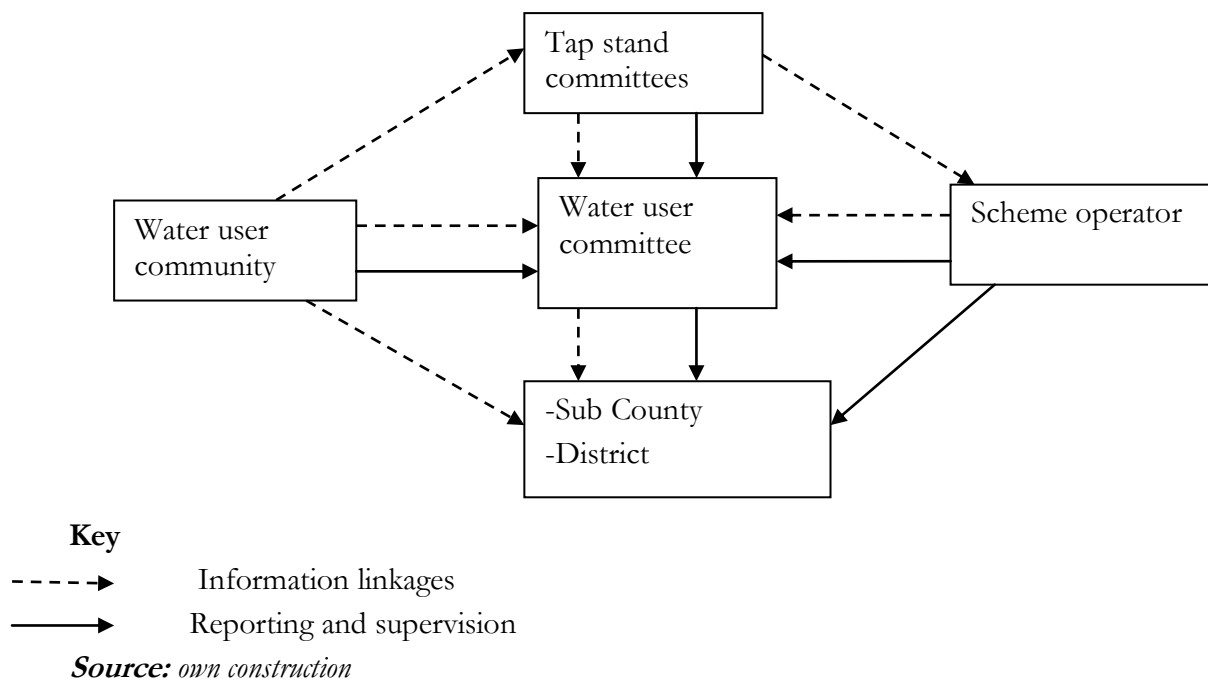 Tap stand
committees
Water user
community
Water user
committee
Scheme operator
-Sub County
-District
Key
Information linkages
Reporting and supervision
Source: own construction